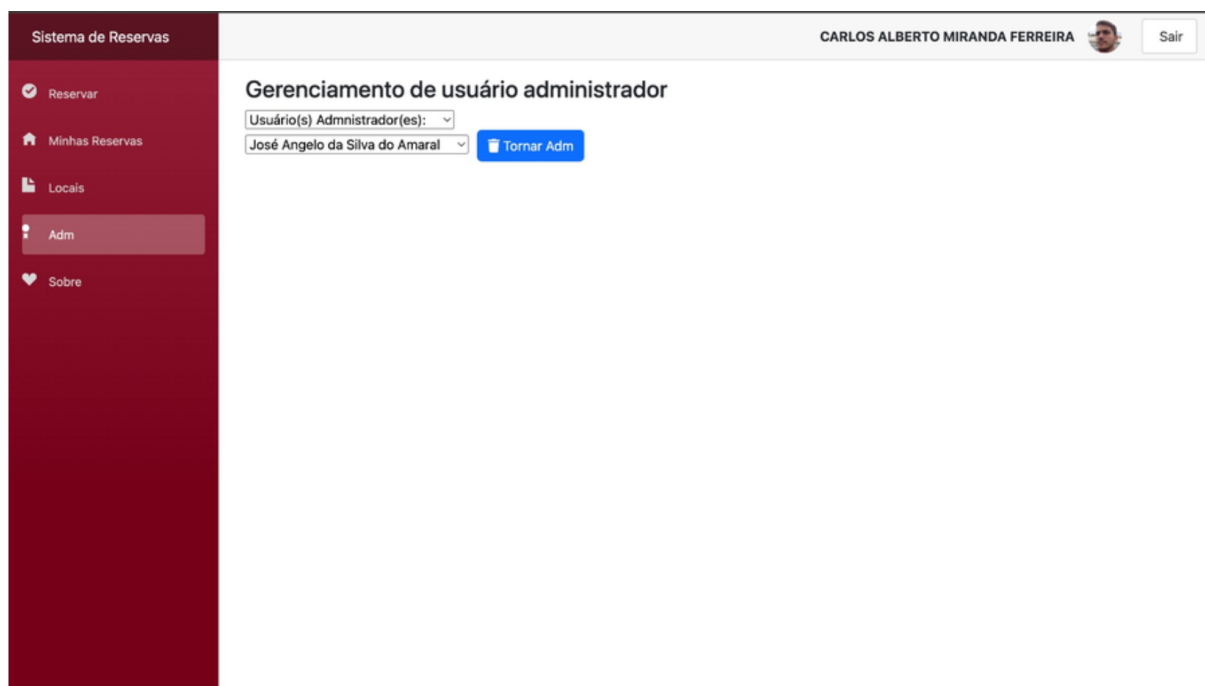 Sistema de Reservas
CARLOS ALBERTO MIRANDA FERREIRA
Sair
Reservar
Minhas Reservas
Locais
Adm
Sobre
Gerenciamento de usuário administrador
Usuário(s) Admnistrador(es):
José Angelo da Silva do Amaral
Tornar Adm